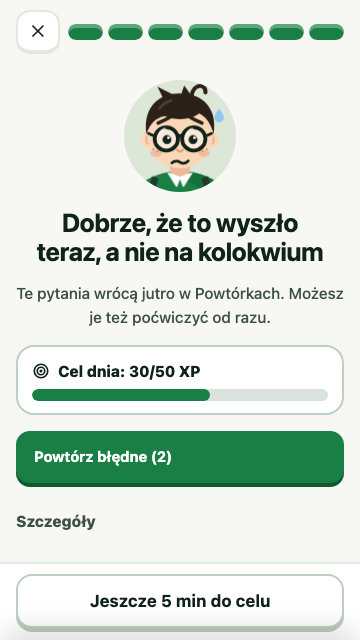 Dobrze, że to wyszło
teraz, a nie na kolokwium
Te pytania wrócą jutro w Powtórkach. Możesz
je też poćwiczyć od razu.
Cel dnia: 30/50 XP
Powtórz błędne (2)
Szczegóły
Jeszcze 5 min do celu